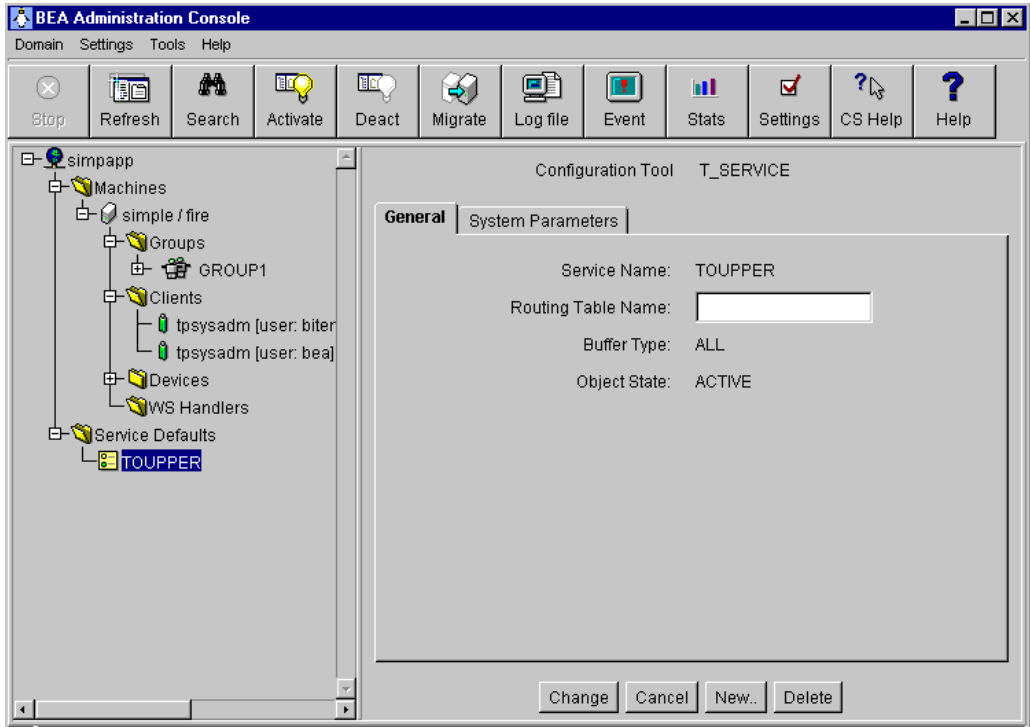 BEA Administration Console
Domain Settings Tools Help
Stop Refresh Search Activate Deact Migrate Log file Event Stats Settings CS Help Help
simpapp
Machines
simple / fire
Groups
GROUP1
Clients
tpsysadm [user: biter
tpsysadm [user: bea]
Devices
WS Handlers
Service Defaults
TOUPPER
Configuration Tool T_SERVICE
General System Parameters
Service Name: TOUPPER
Routing Table Name:
Buffer Type: ALL
Object State: ACTIVE
Change Cancel New.. Delete